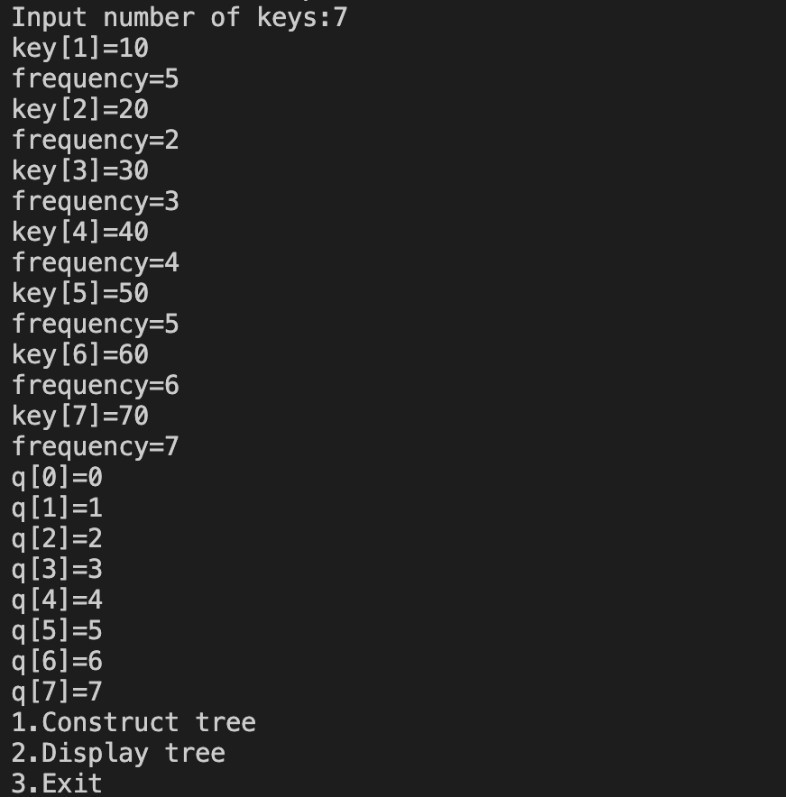 Input number of keys:7
key[1]=10
frequency=5
key[2]=20
frequency=2
key[3]=30
frequency=3
key[4]=40
frequency=4
key[5]=50
frequency=5
key[6]=60
frequency=6
key[7]=70
frequency=7
q[0]=0
q[1]=1
q[2]=2
q[3]=3
q[4]=4
q[5]=5
q[6]=6
q[7]=7
1.Construct tree
2.Display tree
3.Exit